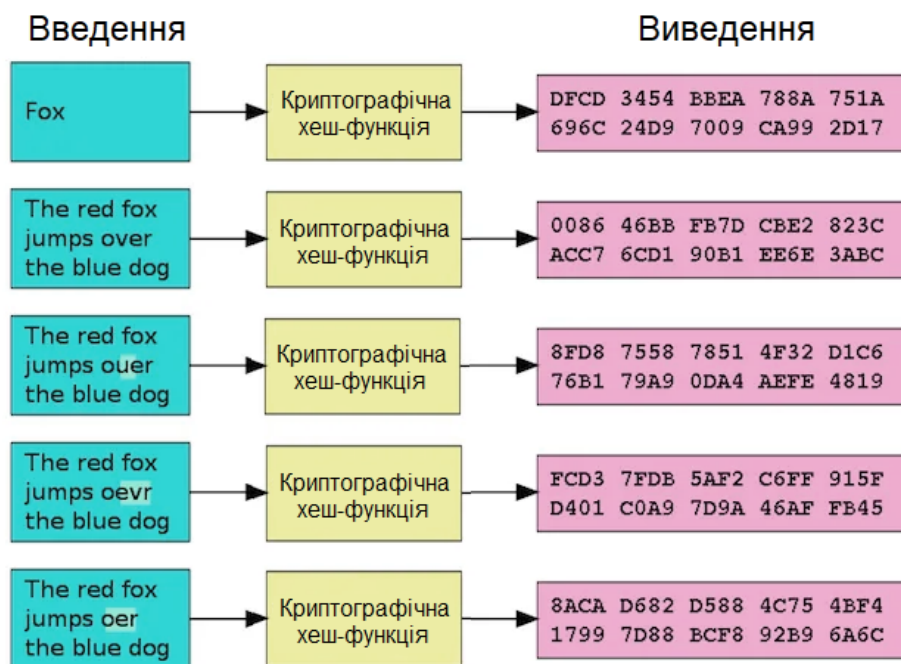 Введення
Виведення
Fox
Криптографічна
хеш-функція
DFCD 3454 BBEA 788A 751A
696C 24D9 7009 CA99 2D17
The red fox
jumps over
the blue dog
Криптографічна
хеш-функція
0086 46BB FB7D CBE2 823C
ACC7 6CD1 90B1 EE6E 3ABC
The red fox
jumps ouer
the blue dog
Криптографічна
хеш-функція
8FD8 7558 7851 4F32 D1C6
76B1 79A9 0DA4 AEFE 4819
The red fox
jumps oevr
the blue dog
Криптографічна
хеш-функція
FCD3 7FDB 5AF2 C6FF 915F
D401 C0A9 7D9A 46AF FB45
The red fox
jumps oer
the blue dog
Криптографічна
хеш-функція
8ACA D682 D588 4C75 4BF4
1799 7D88 BCF8 92B9 6A6C